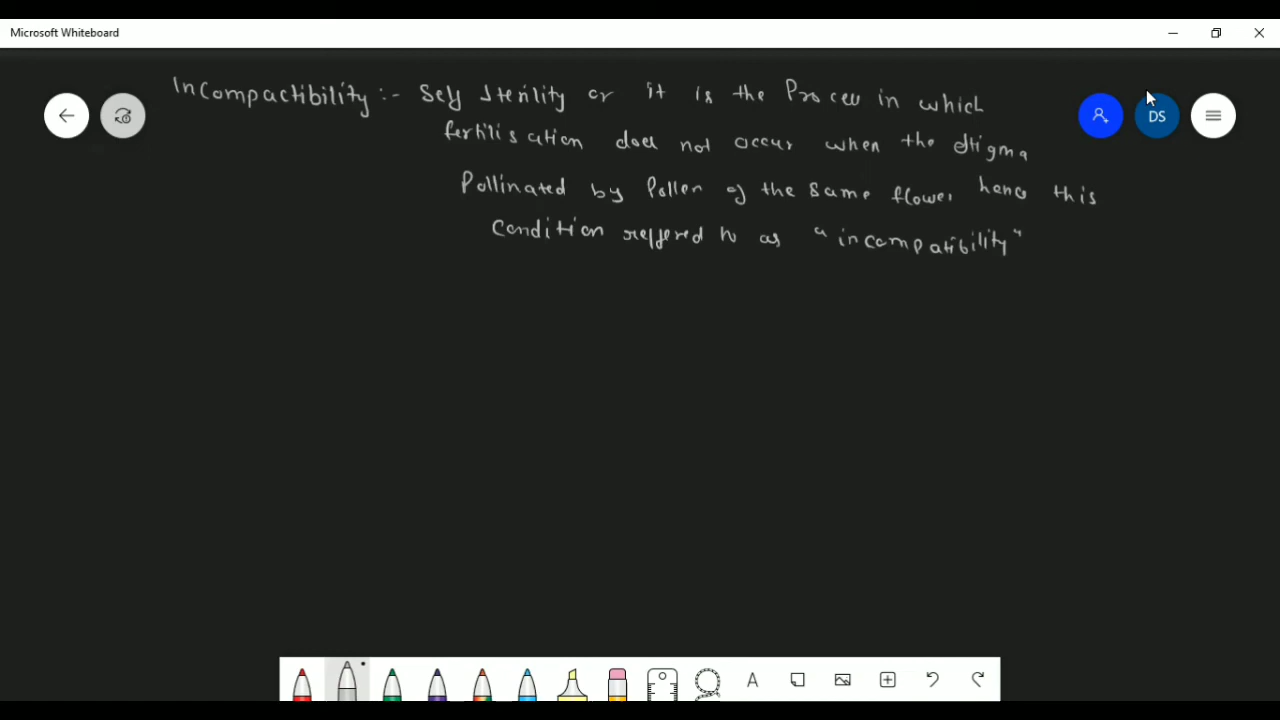 Microsoft Whiteboard
Incompactibility :- Self Sterility or it is the Process in which
fertilisation does not occur when the stigma
Pollinated by Pollen of the same flower hence this
Condition reffered to as "incompatibility"
DS
A